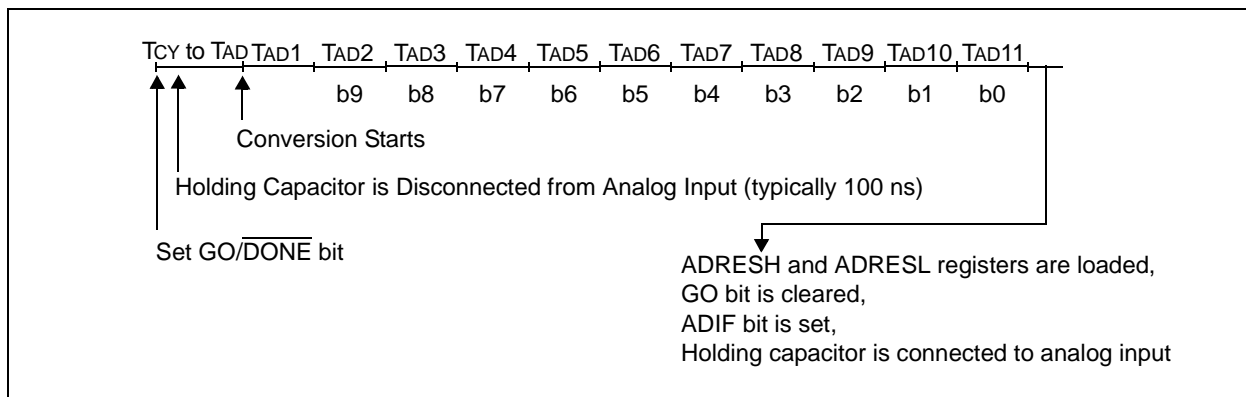 TCY to TAD TAD1 TAD2 TAD3 TAD4 TAD5 TAD6 TAD7 TAD8 TAD9 TAD10 TAD11
b9 b8 b7 b6 b5 b4 b3 b2 b1 b0
Conversion Starts
Holding Capacitor is Disconnected from Analog Input (typically 100 ns)
Set GO/DONE bit
ADRESH and ADRESL registers are loaded,
GO bit is cleared,
ADIF bit is set,
Holding capacitor is connected to analog input